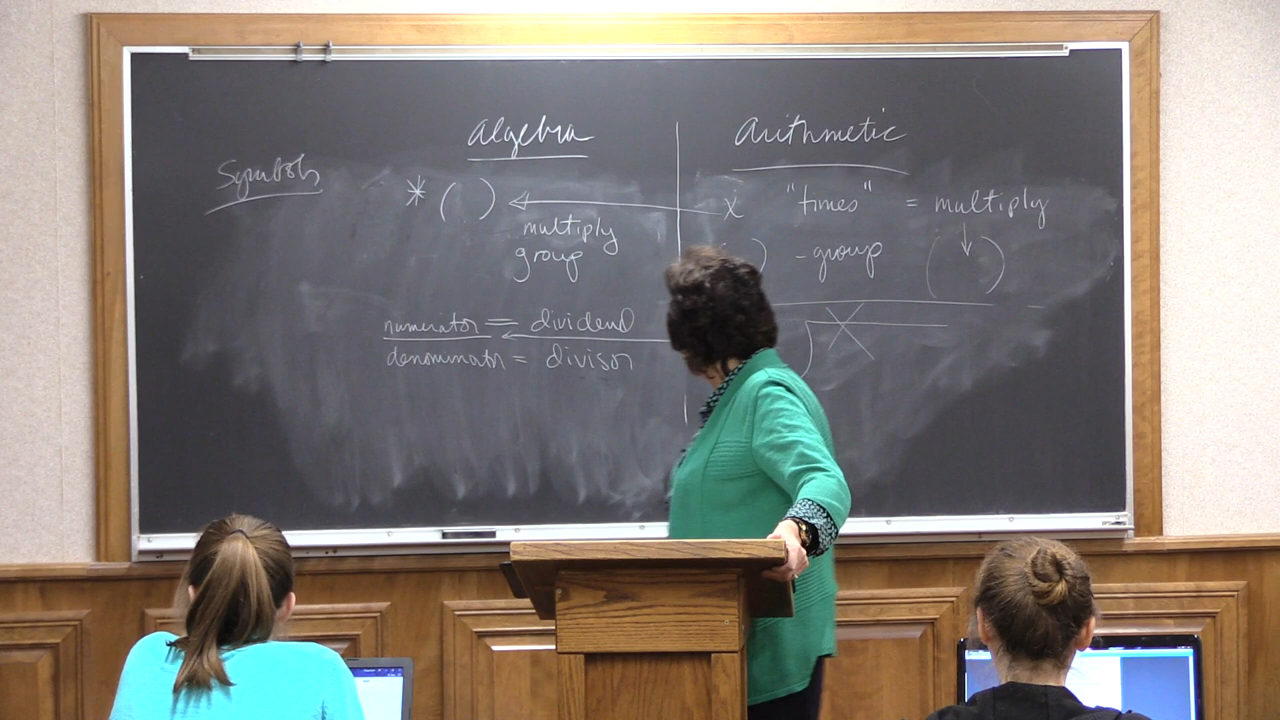 algebra
arithmetic
Symbols
* ( )
x "times" = multiply
multiply
group
) - group ( )
numerator = dividend
denominator = divisor